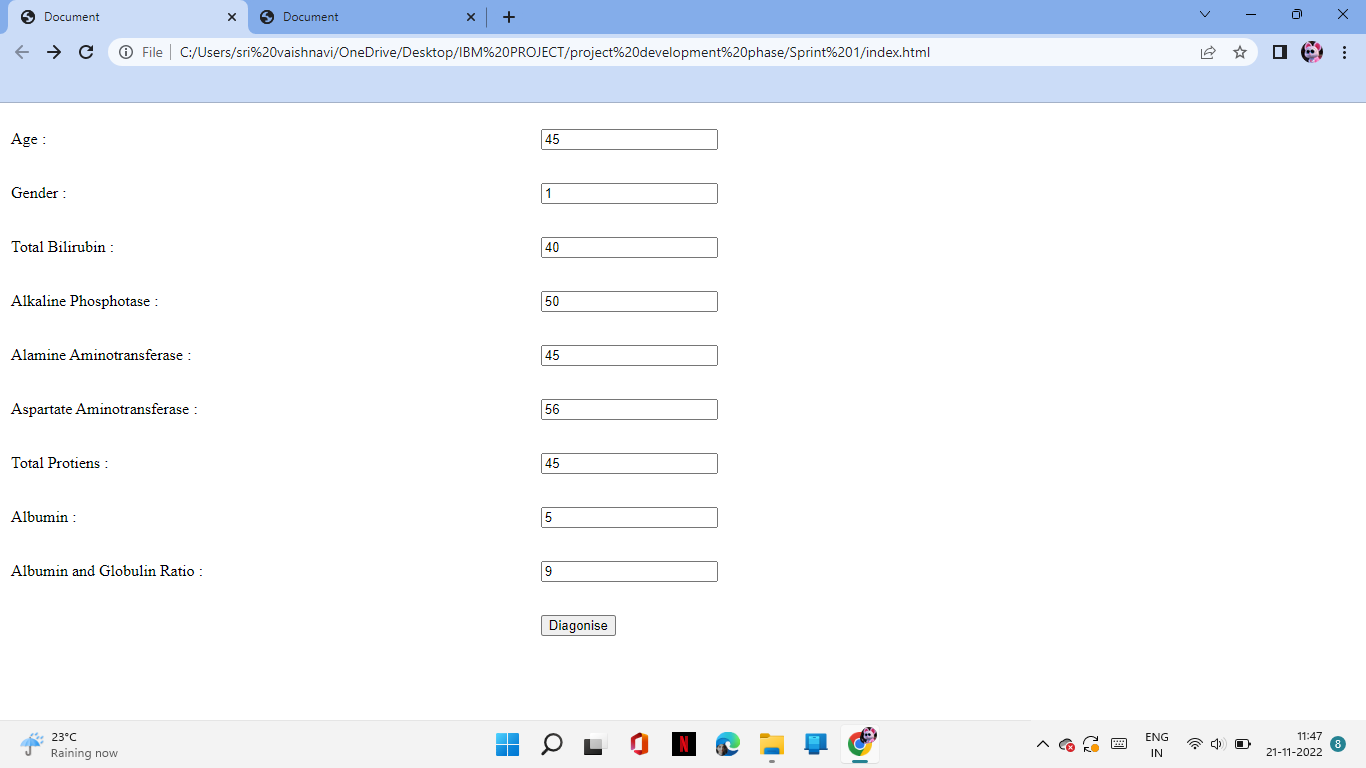 Document
Document
File
C:/Users/sri%20vaishnavi/OneDrive/Desktop/IBM%20PROJECT/project%20development%20phase/Sprint%201/index.html
Age : 45
Gender : 1
Total Bilirubin : 40
Alkaline Phosphotase : 50
Alamine Aminotransferase : 45
Aspartate Aminotransferase : 56
Total Protiens : 45
Albumin : 5
Albumin and Globulin Ratio : 9
Diagonise
23°C
Raining now
N
ENG
IN
11:47
21-11-2022
8